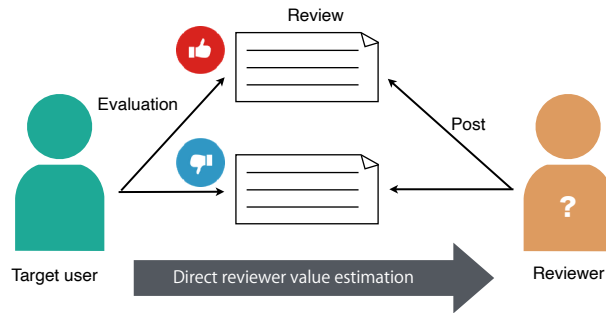 Review
Evaluation
Post
?
Target user
Direct reviewer value estimation
Reviewer